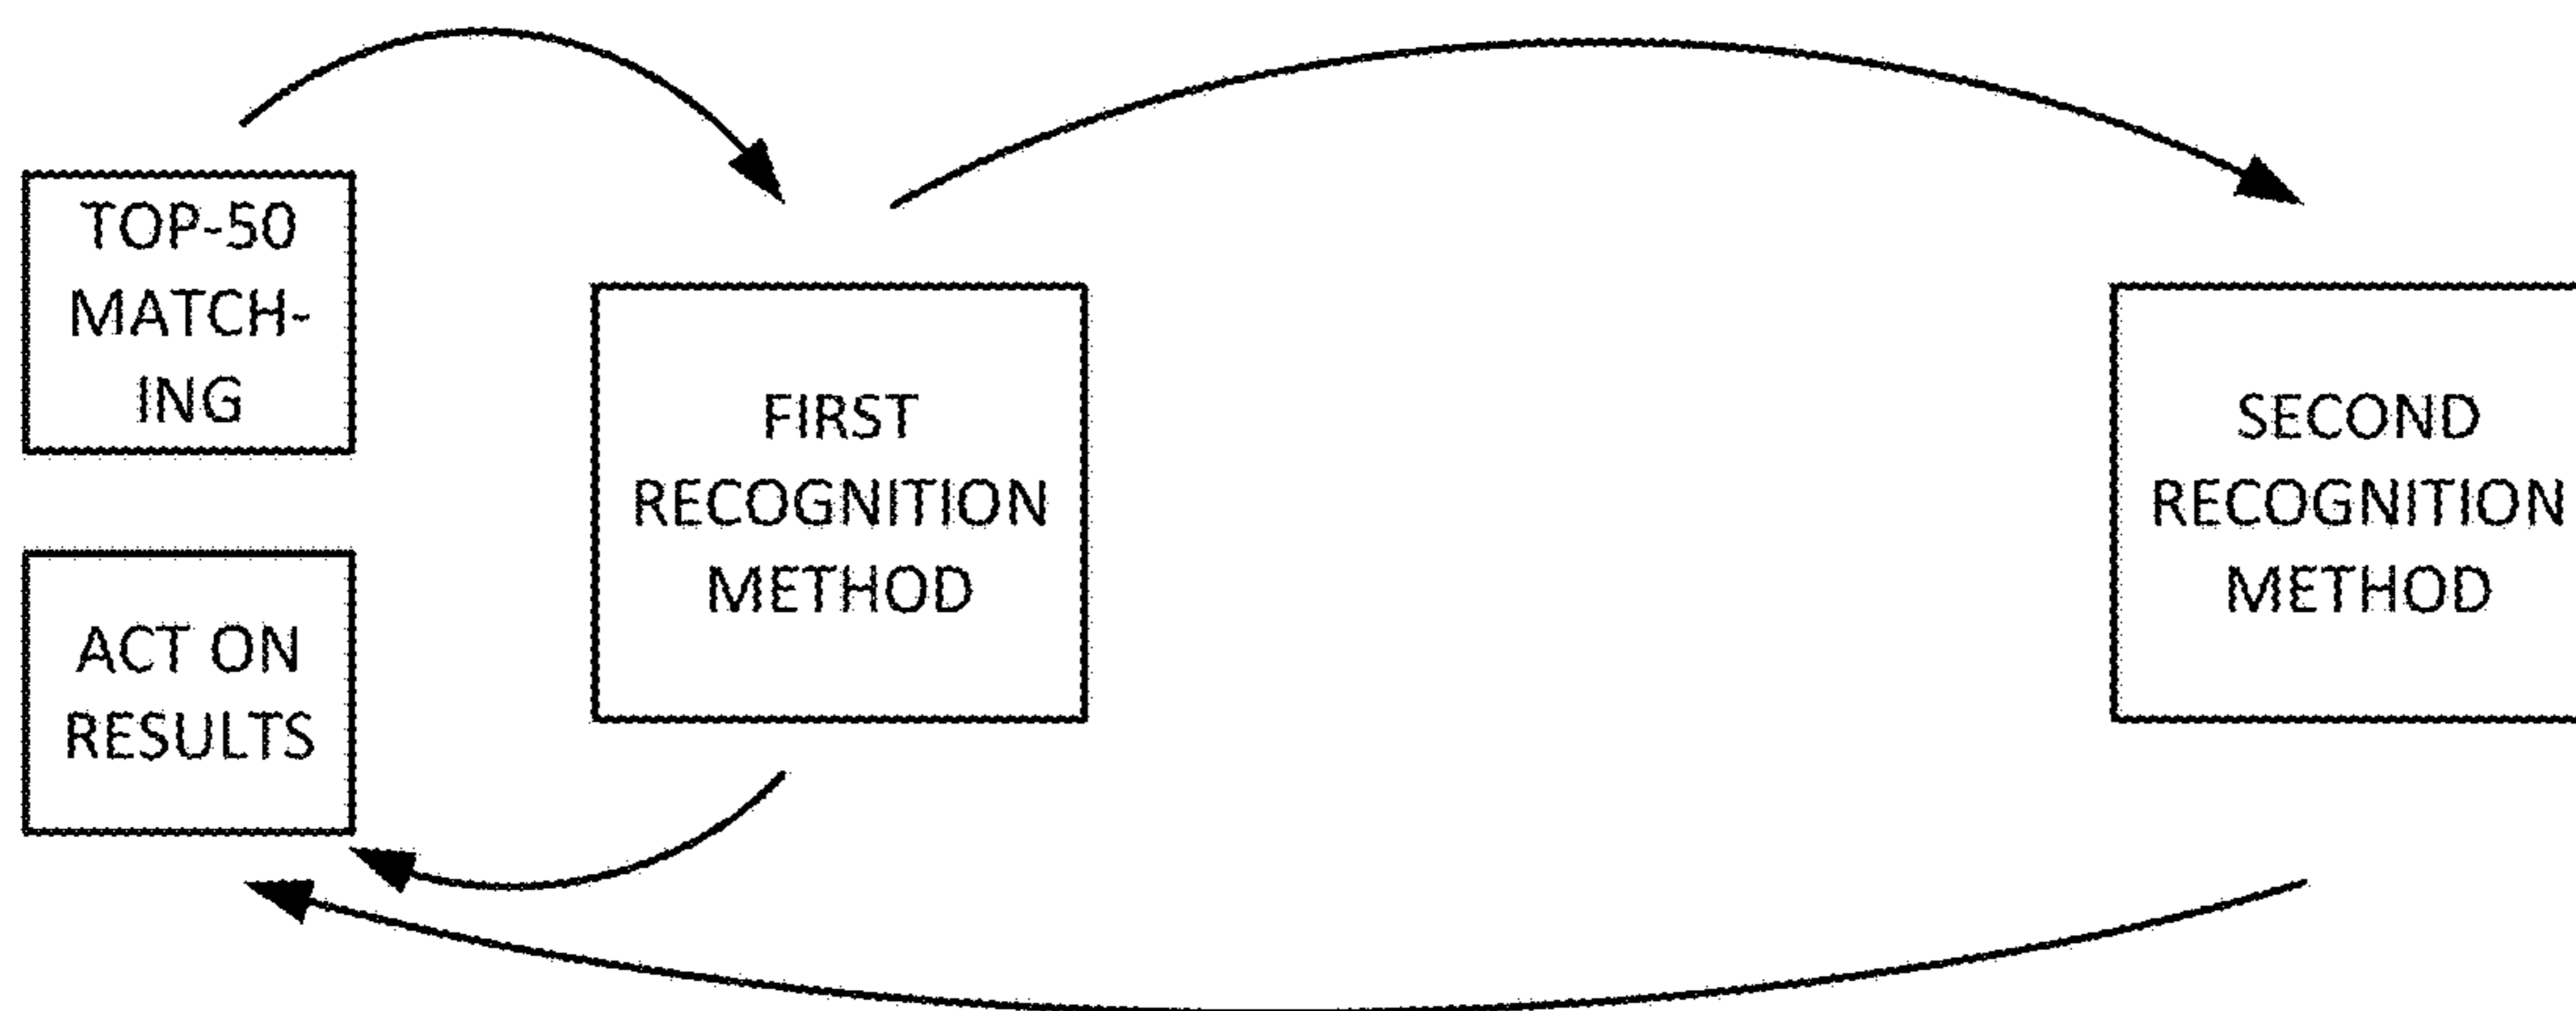 TOP-50
MATCH-
ING
ACT ON
RESULTS
FIRST
RECOGNITION
METHOD
SECOND
RECOGNITION
METHOD